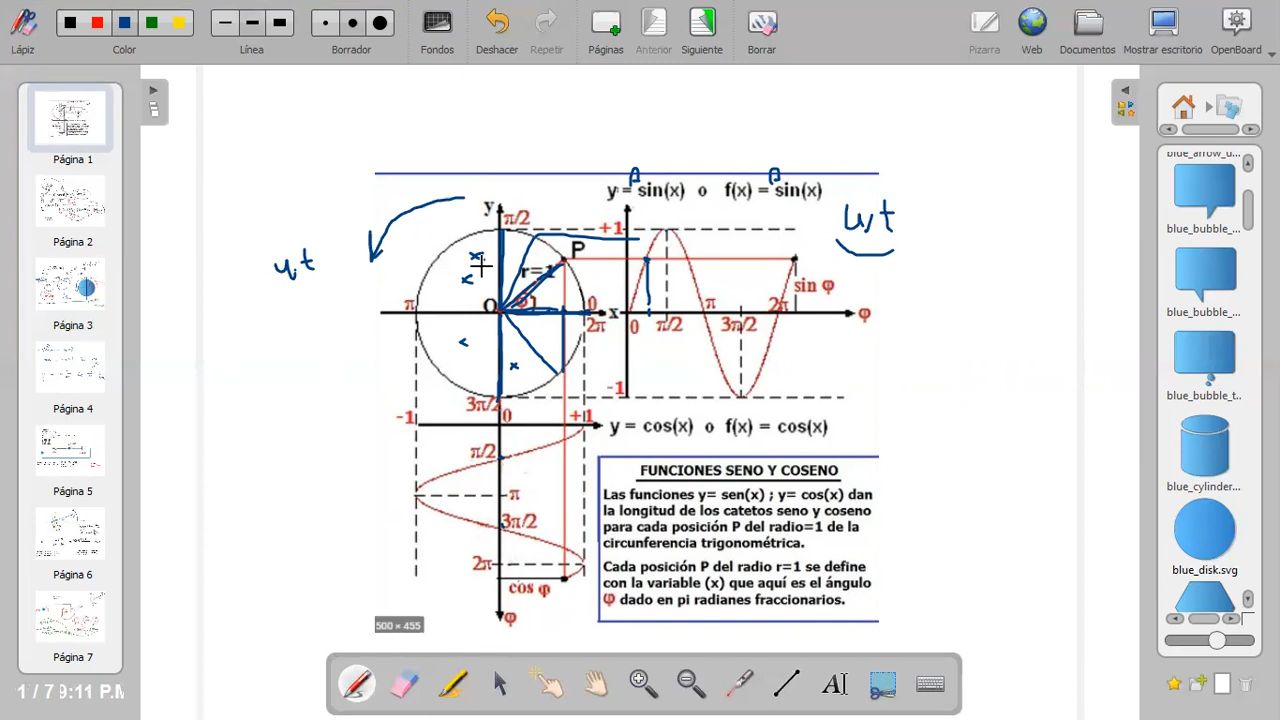 Lápiz
Color
Línea
Borrador
Fondos
Deshacer
Repetir
Páginas
Anterior
Siguiente
Borrar
Pizarra
Web
Documentos
Mostrar escritorio
OpenBoard
Página 1
Página 2
Página 3
Página 4
Página 5
Página 6
Página 7
1 / 7 9:11 P.M
y = sin(x) o f(x) = sin(x)
y
π/2
+1
P
r=1
π
O
φ
0
2π
x
0
π/2
π
3π/2
2π
sin φ
φ
-1
3π/2
0
-1
+1
y = cos(x) o f(x) = cos(x)
π/2
π
3π/2
2π
cos φ
φ
FUNCIONES SENO Y COSENO
Las funciones y= sen(x) ; y= cos(x) dan
la longitud de los catetos seno y coseno
para cada posición P del radio=1 de la
circunferencia trigonométrica.
Cada posición P del radio r=1 se define
con la variable (x) que aquí es el ángulo
φ dado en pi radianes fraccionarios.
500 × 455
blue_arrow_u...
blue_bubble_...
blue_bubble_...
blue_bubble_t...
blue_cylinder...
blue_disk.svg